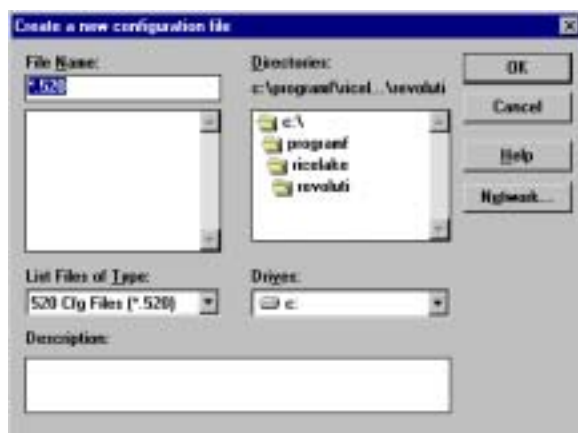 Create a new configuration file
File Name:
*.520
Directories:
c:\programf\ricel...\revoluti
c:\
programf
ricelake
revoluti
OK
Cancel
Help
Network...
List Files of Type:
520 Cfg Files (*.520)
Drives:
c:
Description: